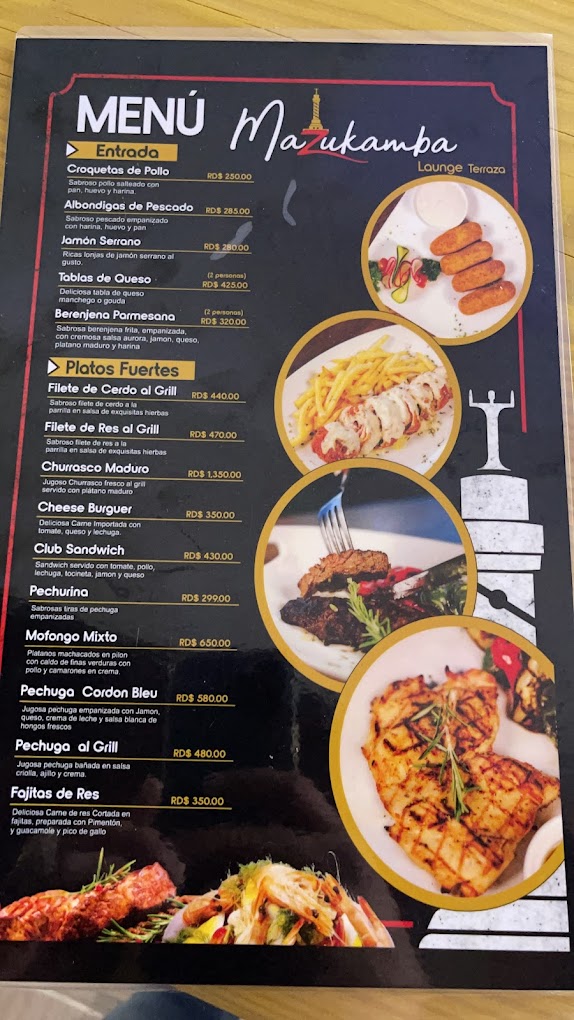 MENÚ
Mazukamba
Lounge Terraza
Entrada
Croquetas de Pollo RD$ 250.00
Sabroso pollo salteado con
pan, huevo y harina.
Albondigas de Pescado RD$ 285.00
Sabroso pescado empanizado
con harina, huevo y pan
Jamón Serrano RD$ 280.00
Ricas lonjas de jamón serrano al
gusto.
Tablas de Queso (2 personas) RD$ 425.00
Deliciosa tabla de queso
manchego o gouda
Berenjena Parmesana (2 personas) RD$ 320.00
Sabrosa berenjena frita, empanizada,
con cremosa salsa aurora, jamon, queso,
platano maduro y harina
Platos Fuertes
Filete de Cerdo al Grill RD$ 440.00
Sabroso filete de cerdo a la
parrilla en salsa de exquisitas hierbas
Filete de Res al Grill RD$ 470.00
Sabroso filete de res a la
parrilla en salsa de exquisitas hierbas
Churrasco Maduro RD$ 1,350.00
Jugoso Churrasco fresco al grill
servido con plátano maduro
Cheese Burguer RD$ 350.00
Deliciosa Carne Importada con
tomate, queso y lechuga.
Club Sandwich RD$ 430.00
Sandwich servido con tomate, pollo,
lechuga, tocineta, jamon y queso
Pechurina RD$ 299.00
Sabrosas tiras de pechuga
empanizadas
Mofongo Mixto RD$ 650.00
Platanos machacados en pilon
con caldo de finas verduras con
pollo y camarones en crema.
Pechuga Cordon Bleu RD$ 580.00
Jugosa pechuga empanizada con Jamon,
queso, crema de leche y salsa blanca de
hongos frescos
Pechuga al Grill RD$ 480.00
Jugosa pechuga bañada en salsa
criolla, ajillo y crema.
Fajitas de Res RD$ 350.00
Deliciosa Carne de res Cortada en
fajitas, preparada con Pimentón,
y guacamole y pico de gallo